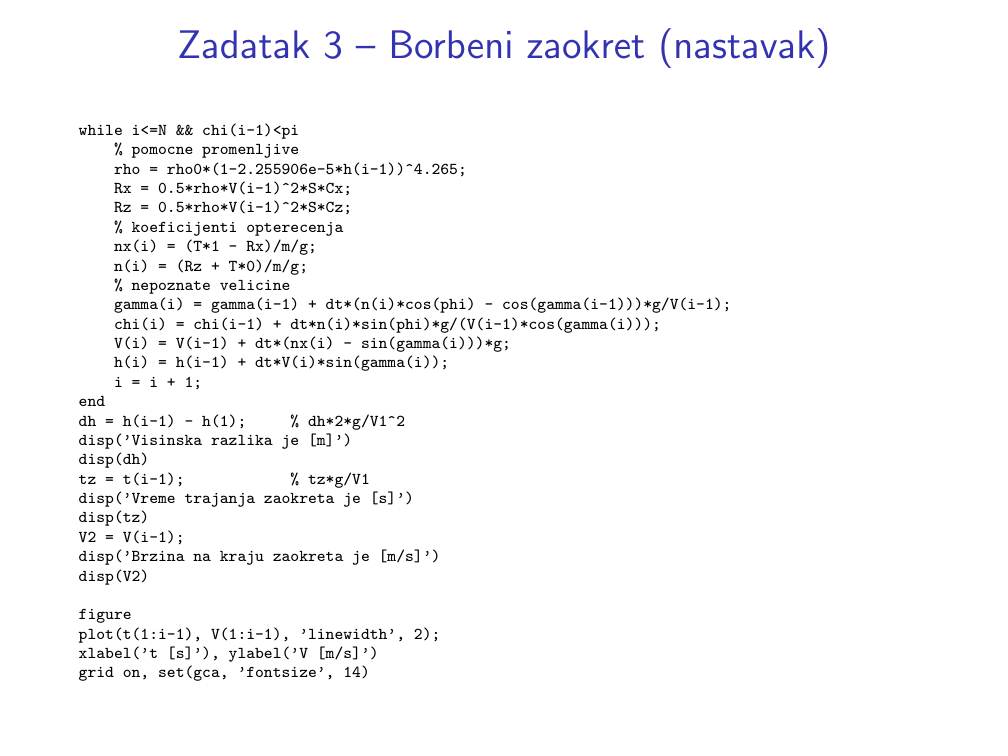 Zadatak 3 – Borbeni zaokret (nastavak)
while i<=N && chi(i-1)<pi
    % pomocne promenljive
    rho = rho0*(1-2.255906e-5*h(i-1))^4.265;
    Rx = 0.5*rho*V(i-1)^2*S*Cx;
    Rz = 0.5*rho*V(i-1)^2*S*Cz;
    % koeficijenti opterecenja
    nx(i) = (T*1 - Rx)/m/g;
    n(i) = (Rz + T*0)/m/g;
    % nepoznate velicine
    gamma(i) = gamma(i-1) + dt*(n(i)*cos(phi) - cos(gamma(i-1)))*g/V(i-1);
    chi(i) = chi(i-1) + dt*n(i)*sin(phi)*g/(V(i-1)*cos(gamma(i)));
    V(i) = V(i-1) + dt*(nx(i) - sin(gamma(i)))*g;
    h(i) = h(i-1) + dt*V(i)*sin(gamma(i));
    i = i + 1;
end
dh = h(i-1) - h(1);     % dh*2*g/V1^2
disp('Visinska razlika je [m]')
disp(dh)
tz = t(i-1);            % tz*g/V1
disp('Vreme trajanja zaokreta je [s]')
disp(tz)
V2 = V(i-1);
disp('Brzina na kraju zaokreta je [m/s]')
disp(V2)
figure
plot(t(1:i-1), V(1:i-1), 'linewidth', 2);
xlabel('t [s]'), ylabel('V [m/s]')
grid on, set(gca, 'fontsize', 14)